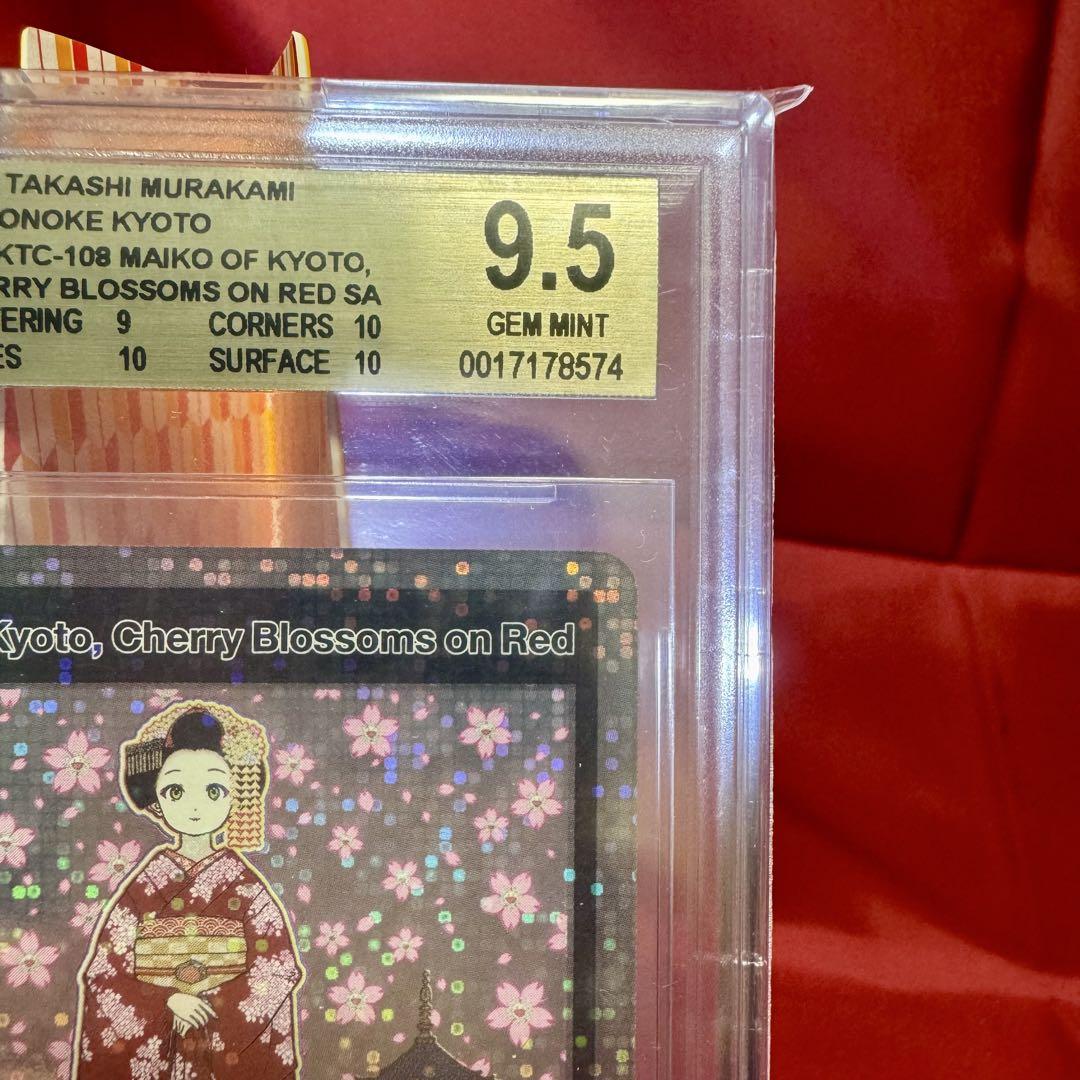 TAKASHI MURAKAMI
ONOKE KYOTO
KTC-108 MAIKO OF KYOTO,
RRY BLOSSOMS ON RED SA
ERING 9 CORNERS 10
ES 10 SURFACE 10
9.5
GEM MINT
0017178574
Kyoto, Cherry Blossoms on Red